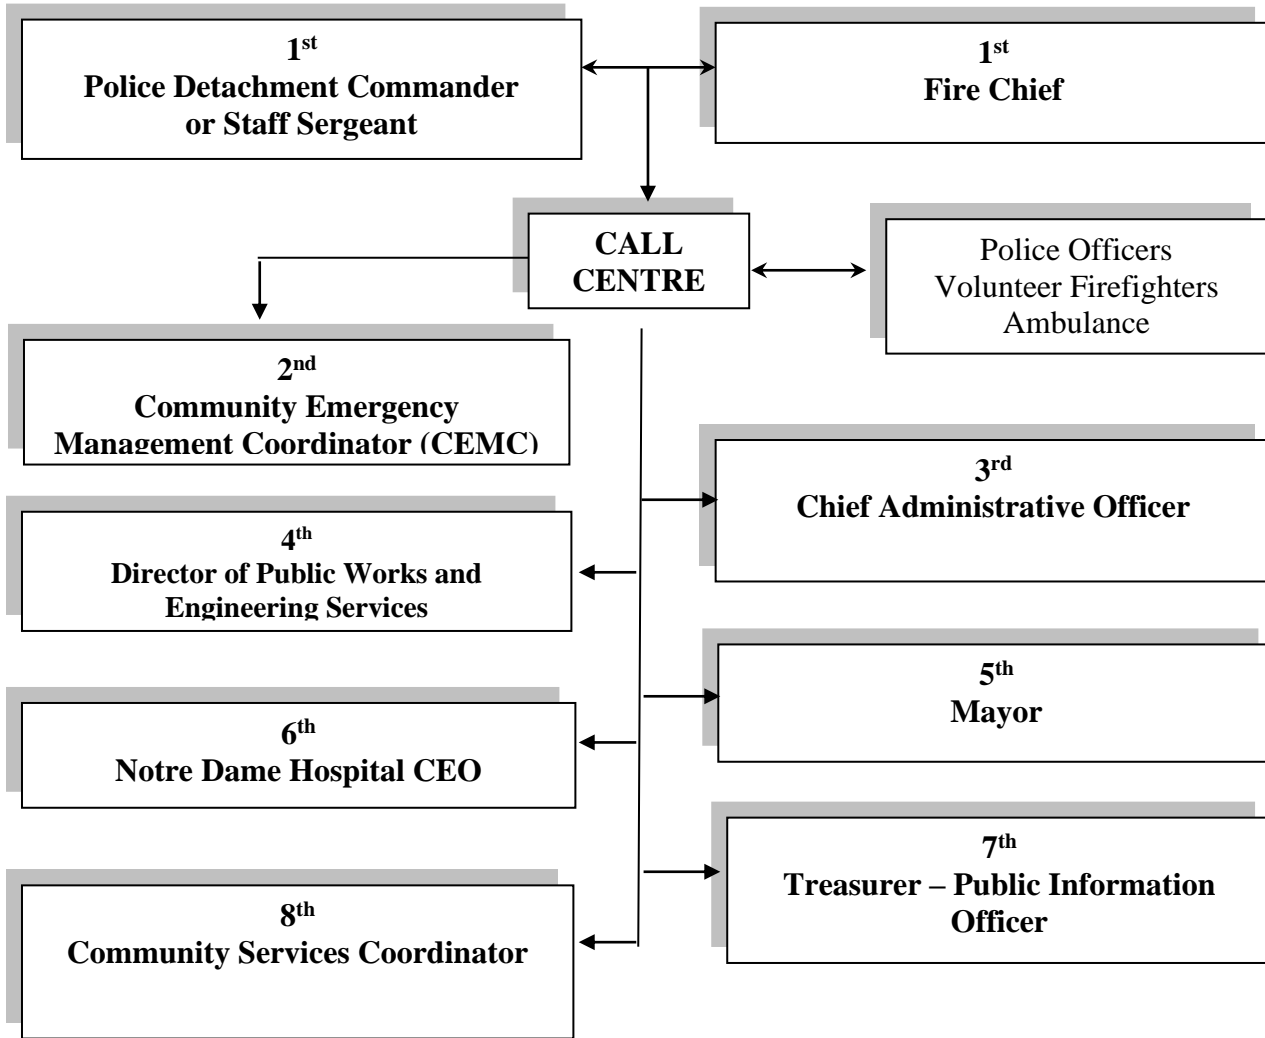 1st
Police Detachment Commander
or Staff Sergeant
1st
Fire Chief
CALL
CENTRE
Police Officers
Volunteer Firefighters
Ambulance
2nd
Community Emergency
Management Coordinator (CEMC)
3rd
Chief Administrative Officer
4th
Director of Public Works and
Engineering Services
5th
Mayor
6th
Notre Dame Hospital CEO
7th
Treasurer – Public Information
Officer
8th
Community Services Coordinator